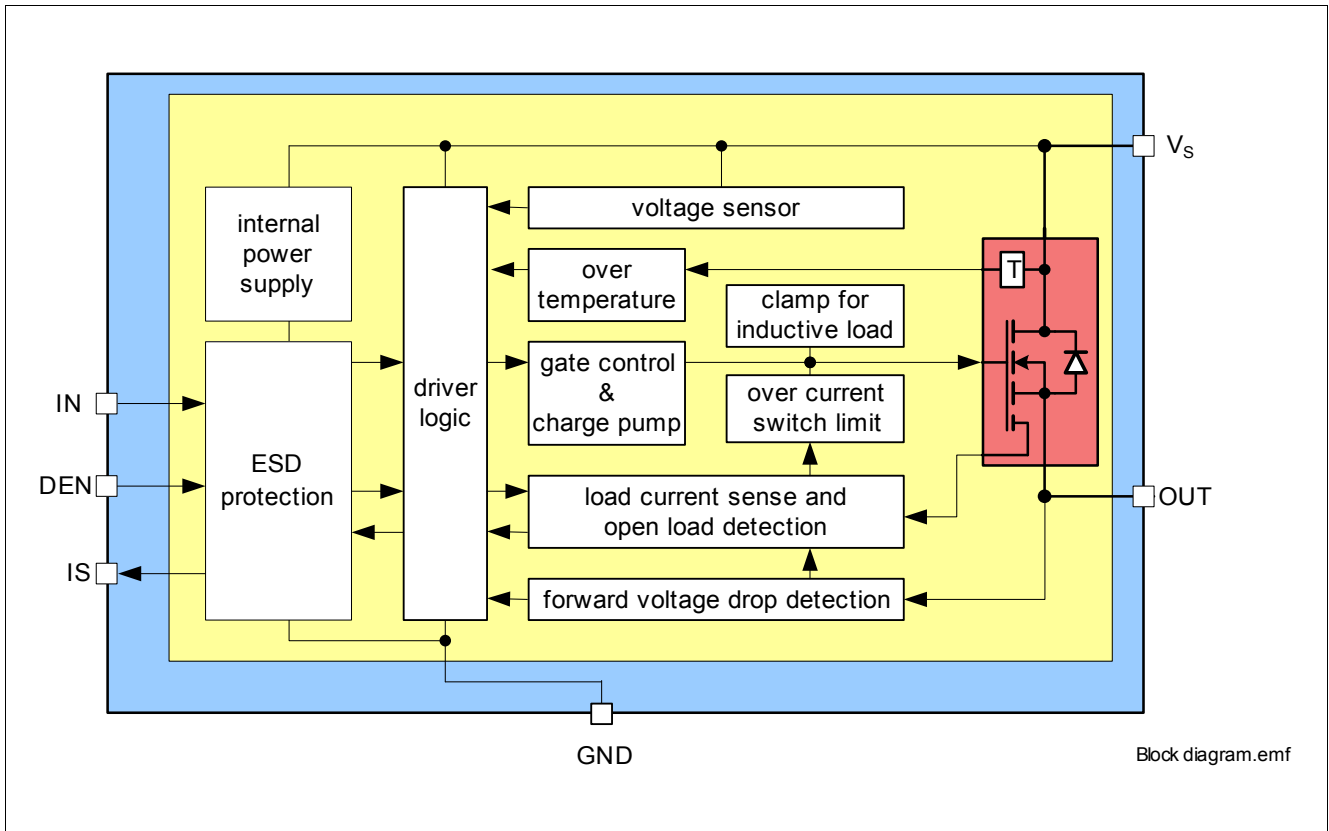 V_S
internal
power
supply
voltage sensor
over
temperature
T
clamp for
inductive load
gate control
&
charge pump
driver
logic
over current
switch limit
IN
DEN
IS
ESD
protection
load current sense and
open load detection
OUT
forward voltage drop detection
GND
Block diagram.emf